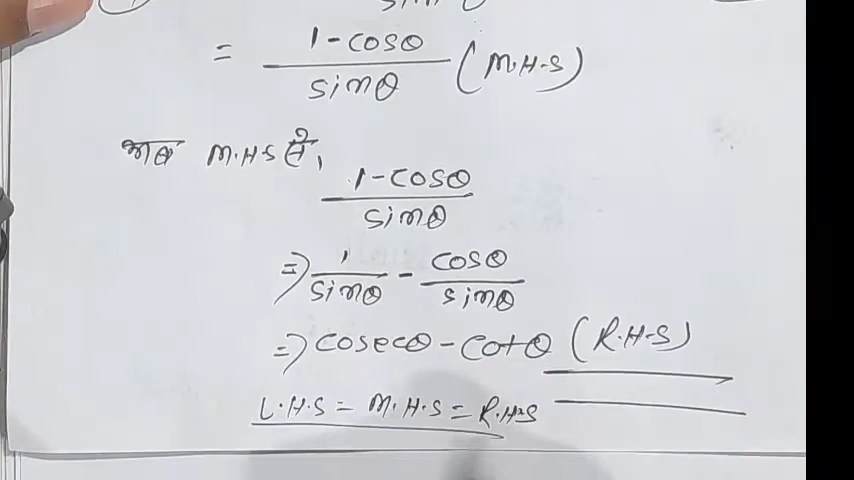 = (1-cosθ)/(sinθ) (M.H.S)
अब M.H.S से,
(1-cosθ)/(sinθ)
⇒ 1/(sinθ) - (cosθ)/(sinθ)
⇒ cosecθ - cotθ (R.H.S)
L.H.S = M.H.S = R.H.S